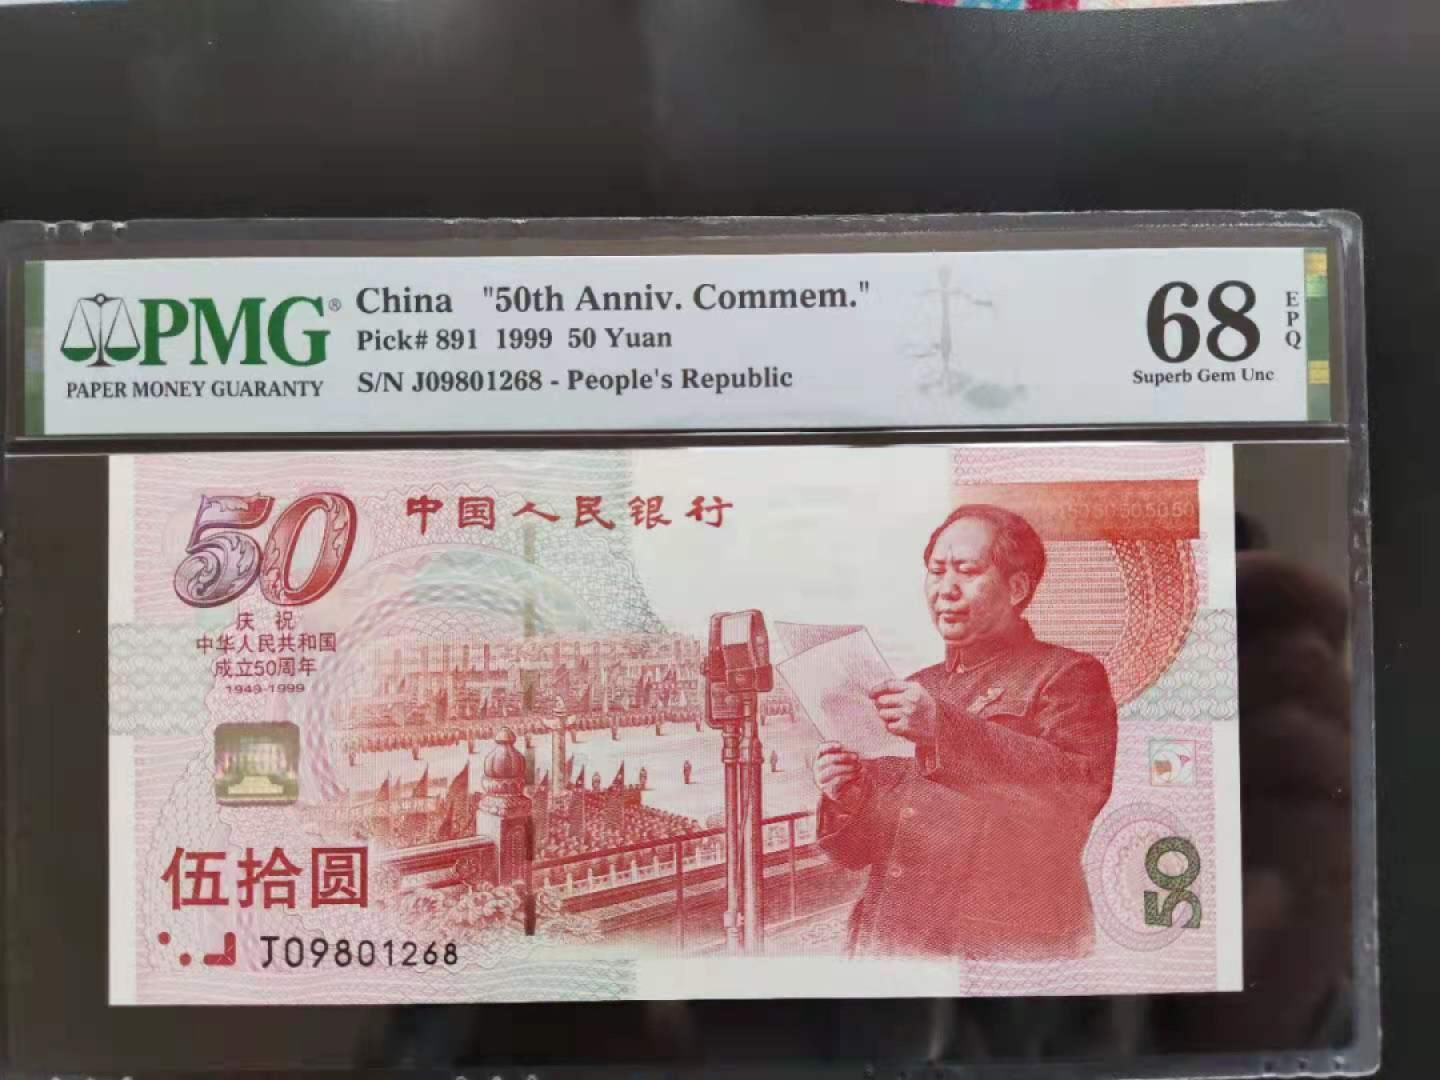 PMG® China "50th Anniv. Commem."
Pick# 891 1999 50 Yuan
PAPER MONEY GUARANTY
S/N J09801268 - People's Republic
68 EPQ
Superb Gem Unc
50
中国人民银行
庆祝
中华人民共和国
成立50周年
1949-1999
5050505050
伍拾圆
J09801268
50